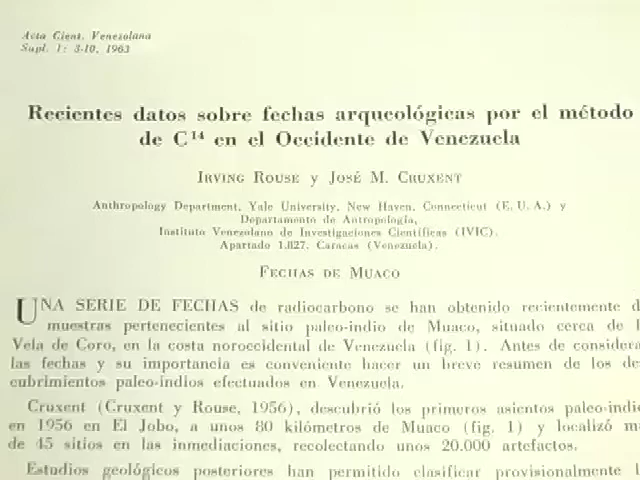 Acta Cient. Venezolana
Supl. 1: 3-10, 1963
Recientes datos sobre fechas arqueológicas por el método
de C¹⁴ en el Occidente de Venezuela
IRVING ROUSE y JOSÉ M. CRUXENT
Anthropology Department, Yale University, New Haven, Connecticut (E. U. A.) y
Departamento de Antropología,
Instituto Venezolano de Investigaciones Científicas (IVIC).
Apartado 1.827, Caracas (Venezuela).
FECHAS DE MUACO
UNA SERIE DE FECHAS de radiocarbono se han obtenido recientemente d
muestras pertenecientes al sitio paleo-indio de Muaco, situado cerca de l
Vela de Coro, en la costa noroccidental de Venezuela (fig. 1). Antes de considera
las fechas y su importancia es conveniente hacer un breve resumen de los de
cubrimientos paleo-indios efectuados en Venezuela.
Cruxent (Cruxent y Rouse, 1956), descubrió los primeros asientos paleo-indio
en 1956 en El Jobo, a unos 80 kilómetros de Muaco (fig. 1) y localizó m
de 45 sitios en las inmediaciones, recolectando unos 20.000 artefactos.
Estudios geológicos posteriores han permitido clasificar provisionalmente l